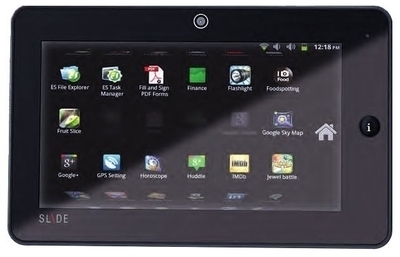 12:18 PM
ES File Explorer
ES Task Manager
Fill and Sign PDF Forms
Finance
Flashlight
Foodspotting
Fruit Slice
Google Sky Map
Google+
GPS Setting
Horoscope
Huddle
IMDb
Jewel battle
SLIDE